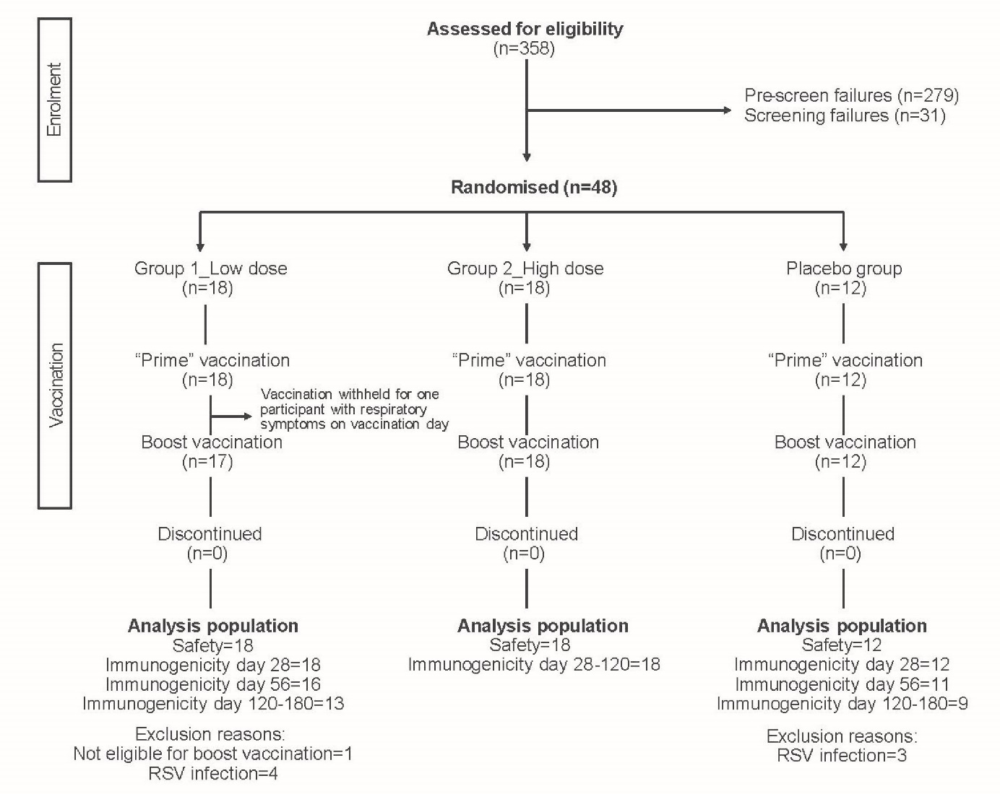 Enrolment
Assessed for eligibility
(n=358)
Pre-screen failures (n=279)
Screening failures (n=31)
Randomised (n=48)
Vaccination
Group 1_Low dose
(n=18)
“Prime” vaccination
(n=18)
Vaccination withheld for one
participant with respiratory
symptoms on vaccination day
Boost vaccination
(n=17)
Discontinued
(n=0)
Analysis population
Safety=18
Immunogenicity day 28=18
Immunogenicity day 56=16
Immunogenicity day 120-180=13
Exclusion reasons:
Not eligible for boost vaccination=1
RSV infection=4
Group 2_High dose
(n=18)
“Prime” vaccination
(n=18)
Boost vaccination
(n=18)
Discontinued
(n=0)
Analysis population
Safety=18
Immunogenicity day 28-120=18
Placebo group
(n=12)
“Prime” vaccination
(n=12)
Boost vaccination
(n=12)
Discontinued
(n=0)
Analysis population
Safety=12
Immunogenicity day 28=12
Immunogenicity day 56=11
Immunogenicity day 120-180=9
Exclusion reasons:
RSV infection=3